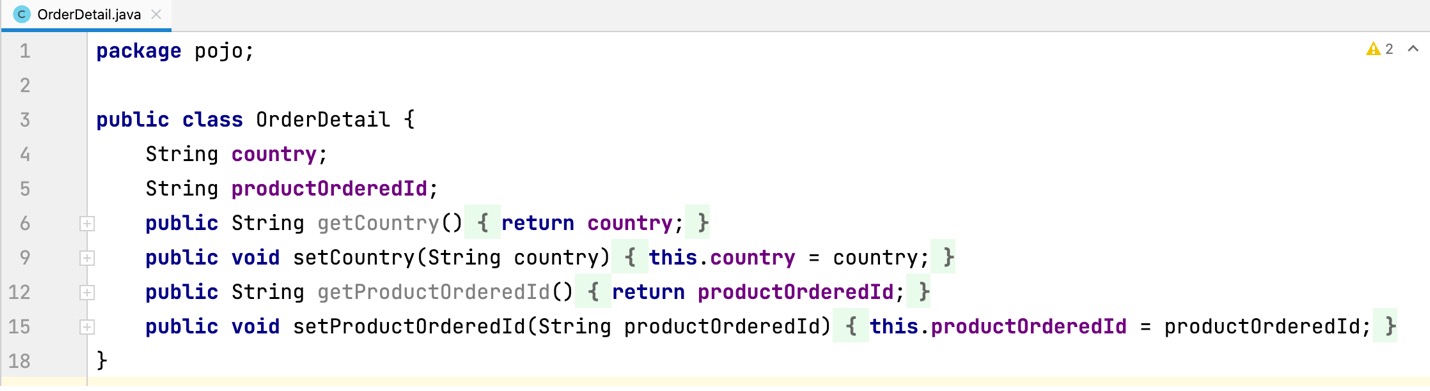 C OrderDetail.java ×
1 package pojo; 2
2
3 public class OrderDetail {
4 String country;
5 String productOrderedId;
6 public String getCountry() { return country; }
9 public void setCountry(String country) { this.country = country; }
12 public String getProductOrderedId() { return productOrderedId; }
15 public void setProductOrderedId(String productOrderedId) { this.productOrderedId = productOrderedId; }
18 }